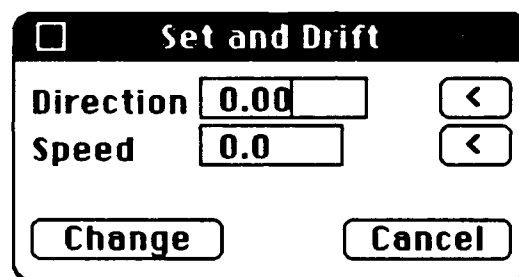 Set and Drift
Direction 0.00 <
Speed 0.0 <
Change Cancel